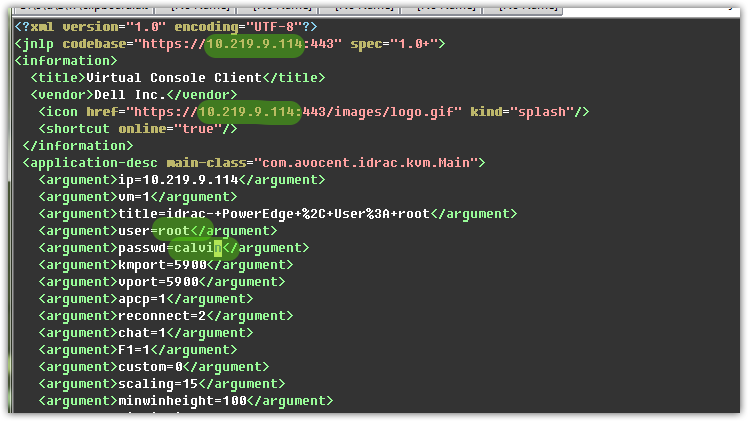 <?xml version="1.0" encoding="UTF-8"?>
<jnlp codebase="https://10.219.9.114:443" spec="1.0+">
<information>
<title>Virtual Console Client</title>
<vendor>Dell Inc.</vendor>
<icon href="https://10.219.9.114:443/images/logo.gif" kind="splash"/>
<shortcut online="true"/>
</information>
<application-desc main-class="com.avocent.idrac.kvm.Main">
<argument>ip=10.219.9.114</argument>
<argument>vm=1</argument>
<argument>title=idrac-+PowerEdge+%2C+User%3A+root</argument>
<argument>user=root</argument>
<argument>passwd=calvin</argument>
<argument>kmport=5900</argument>
<argument>vport=5900</argument>
<argument>apcp=1</argument>
<argument>reconnect=2</argument>
<argument>chat=1</argument>
<argument>F1=1</argument>
<argument>custom=0</argument>
<argument>scaling=15</argument>
<argument>minwinheight=100</argument>